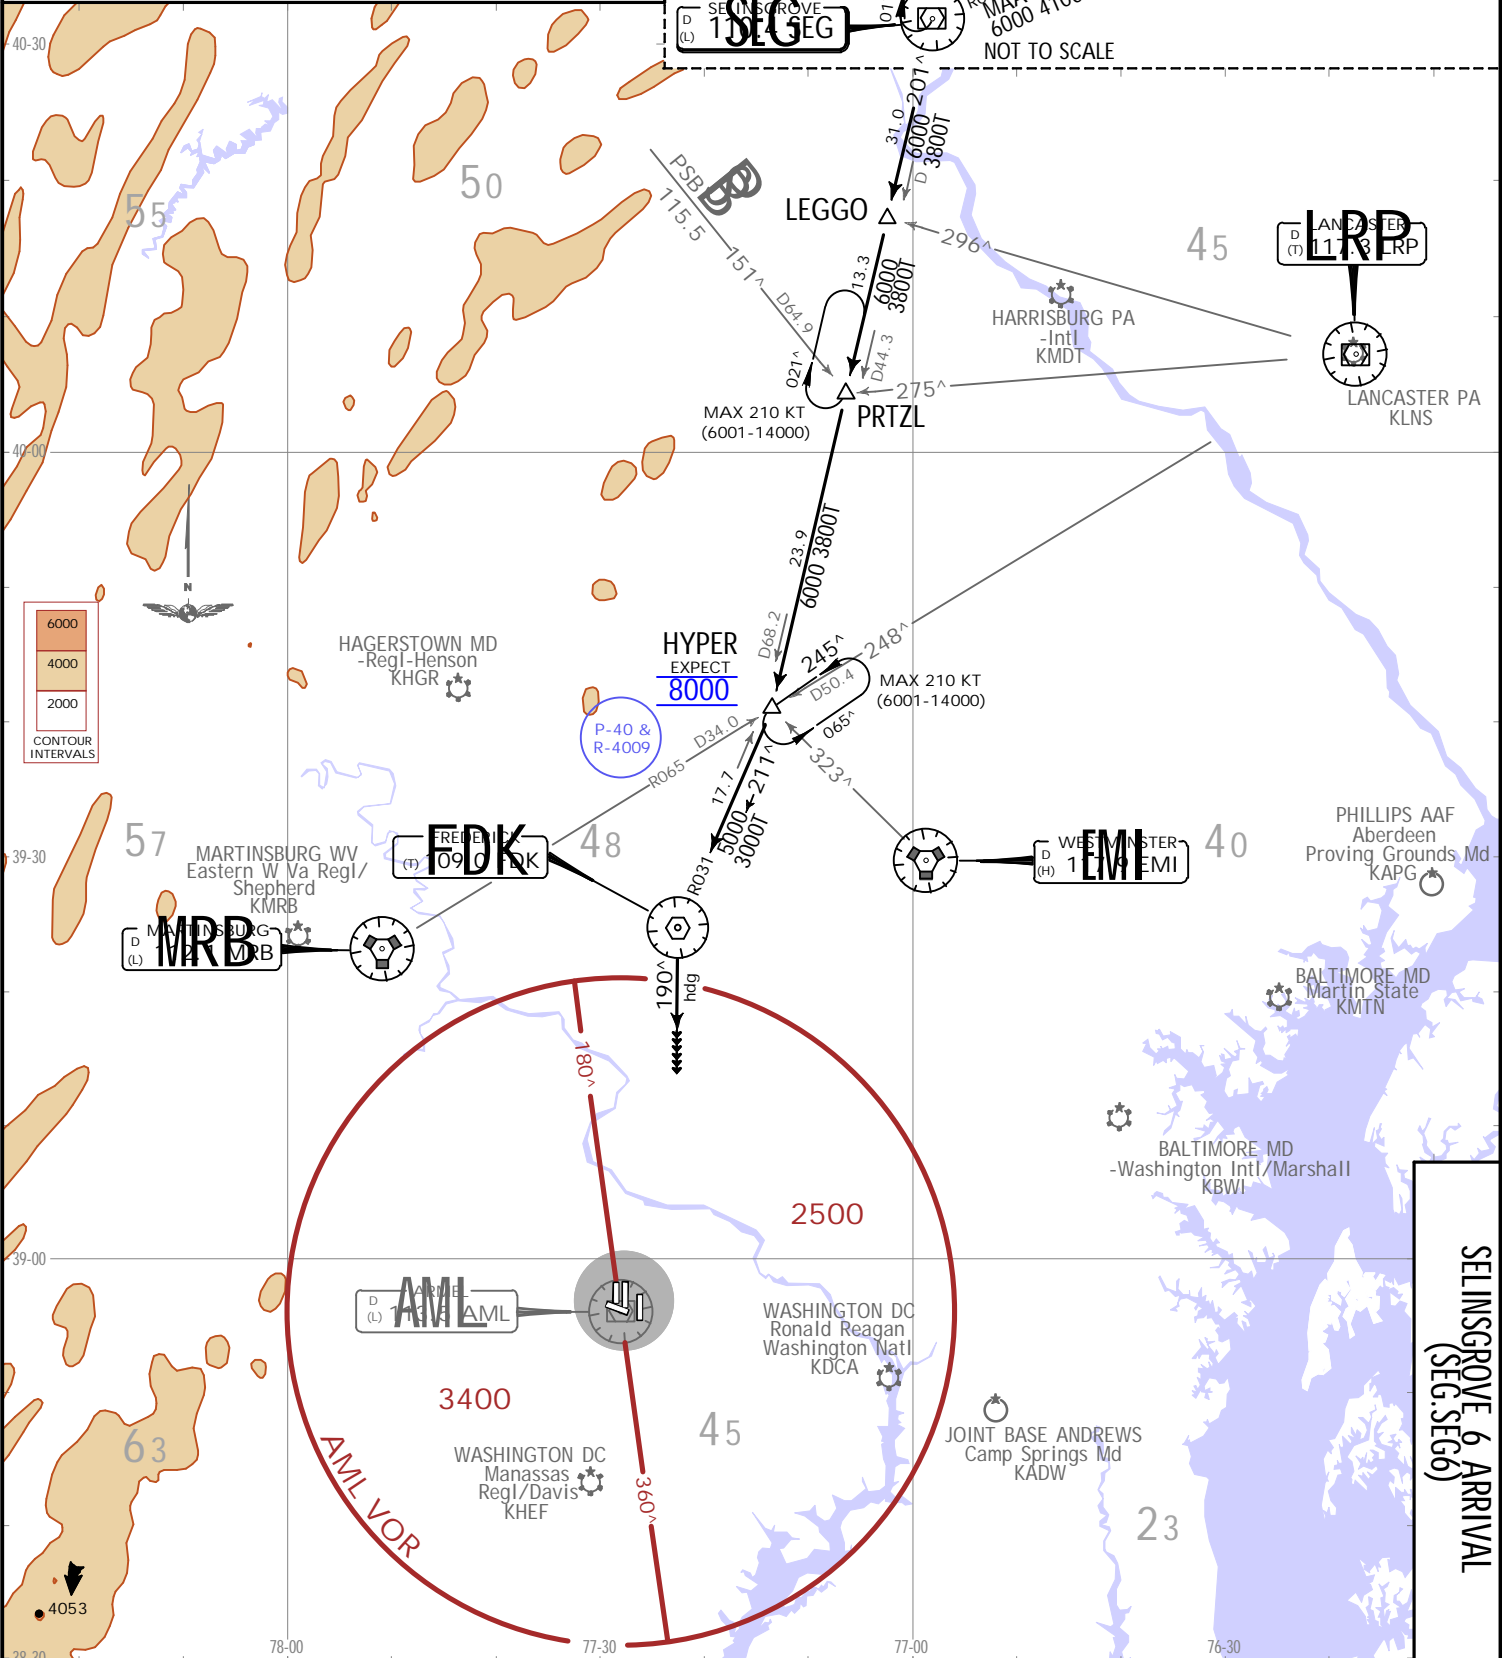 40-30
SELINSGROVE
D
(L)
SEG
6000 4100
NOT TO SCALE
201^
31.0
6000
3800T
D
55
50
PSB
115.5
151^
D64.9
LEGGO
296^
45
D
(T)
LANCASTER
117.3 LRP
LRP
13.3
6000
3800T
HARRISBURG PA
-Intl
KMDT
021^
D44.3
275^
MAX 210 KT
(6001-14000)
PRTZL
LANCASTER PA
KLNS
40-00
23.9
6000 3800T
N
6000
4000
2000
CONTOUR
INTERVALS
HAGERSTOWN MD
-Regl-Henson
KHGR
HYPER
EXPECT
8000
D68.2
245^
248^
D50.4
MAX 210 KT
(6001-14000)
065^
P-40 &
R-4009
D34.0
R065
323^
17.7
211^
5000
3000T
R031
57
48
40
MARTINSBURG WV
Eastern W Va Regl/
Shepherd
KMRB
FREDERICK
(T)
FDK
39-30
D
(H)
WESTMINSTER
EMI
PHILLIPS AAF
Aberdeen
Proving Grounds Md
KAPG
D
(L)
MARTINSBURG
MRB
190^
hdg
BALTIMORE MD
Martin State
KMTN
180^
BALTIMORE MD
-Washington Intl/Marshall
KBWI
2500
39-00
D
(L)
ARMEL
AML
WASHINGTON DC
Ronald Reagan
Washington Natl
KDCA
3400
45
63
AML VOR
WASHINGTON DC
Manassas
Regl/Davis
KHEF
360^
JOINT BASE ANDREWS
Camp Springs Md
KADW
23
4053
SELINSGROVE 6 ARRIVAL
(SEG.SEG6)
78-00
77-30
77-00
76-30